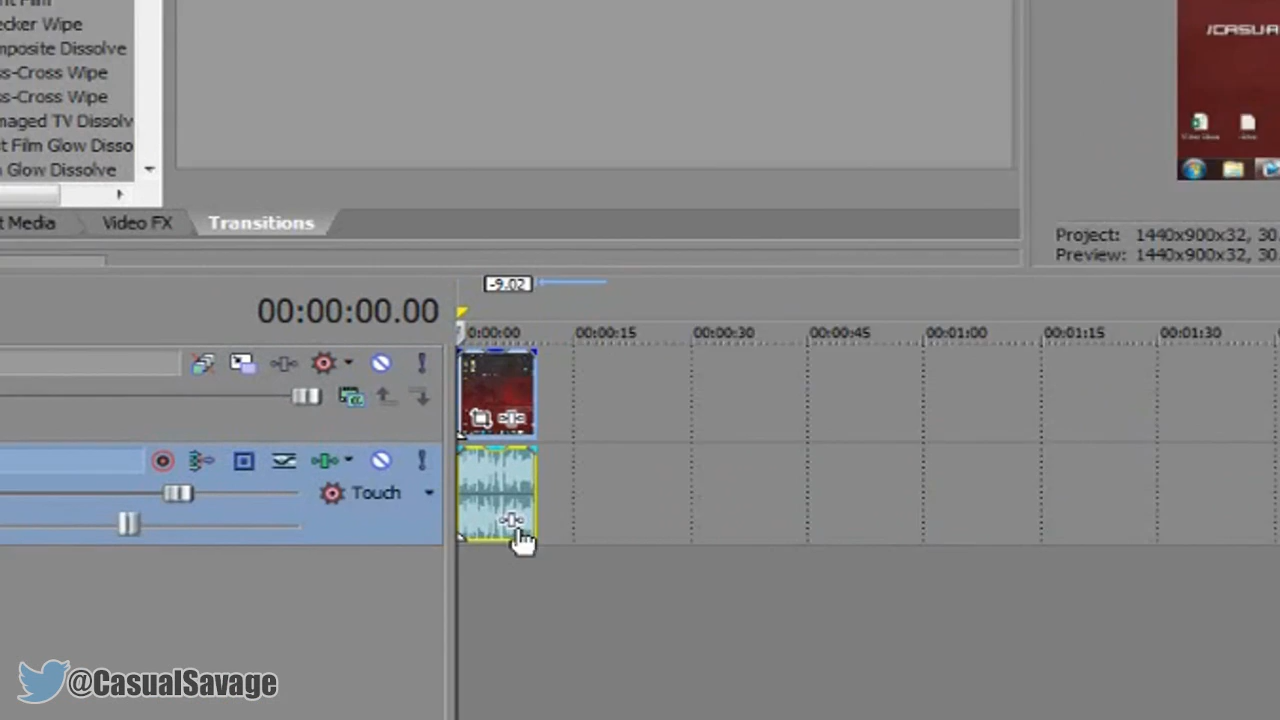 ecker Wipe
mposite Dissolve
ss-Cross Wipe
ss-Cross Wipe
maged TV Dissolv
t Film Glow Disso
Glow Dissolve
t Media
Video FX
Transitions
/CASUA
Project: 1440x900x32, 30
Preview: 1440x900x32, 30
-9.02
00:00:00.00
0:00:00
00:00:15
00:00:30
00:00:45
00:01:00
00:01:15
00:01:30
Touch
@CasualSavage